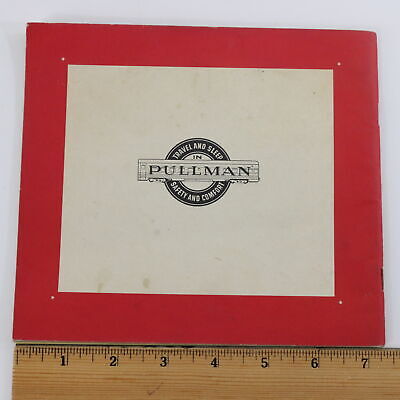 TRAVEL AND SLEEP
IN
PULLMAN
SAFETY AND COMFORT
1 2 3 4 5 6 7